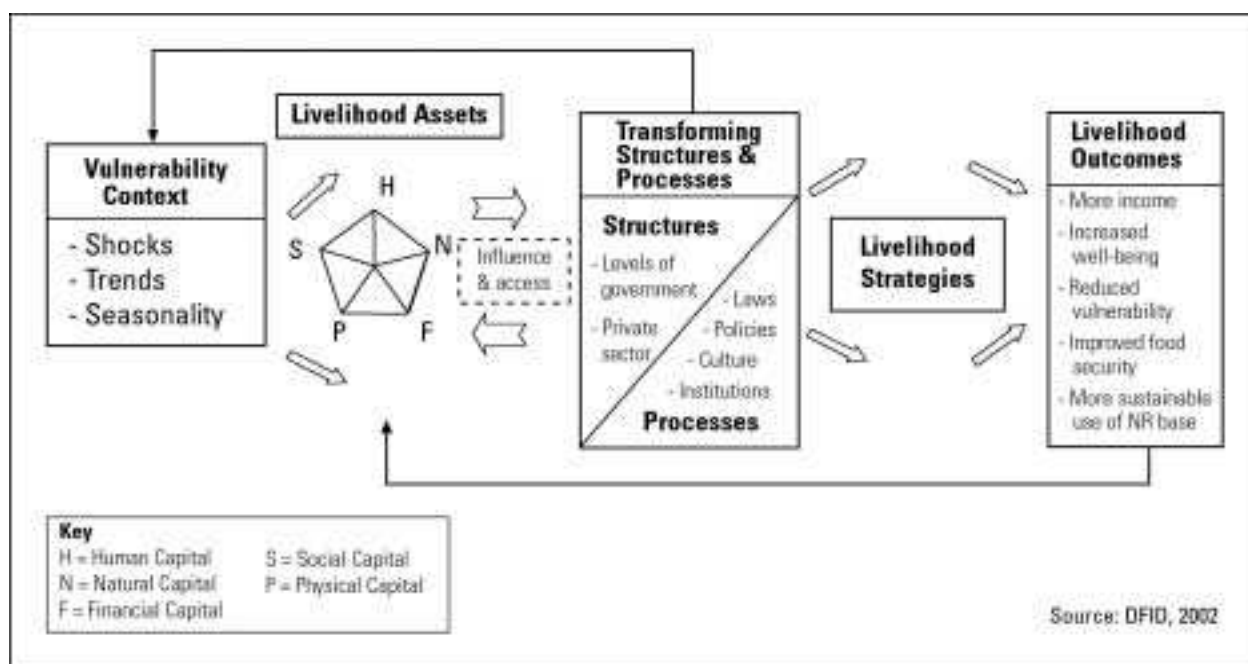 Livelihood Assets
Vulnerability
Context
- Shocks
- Trends
- Seasonality
H
S
N
P
F
Influence
& access
Transforming
Structures &
Processes
Structures
- Levels of
government
- Private
sector
- Laws
- Policies
- Culture
- Institutions
Processes
Livelihood
Strategies
Livelihood
Outcomes
- More income
- Increased
well-being
- Reduced
vulnerability
- Improved food
security
- More sustainable
use of NR base
Key
H = Human Capital
N = Natural Capital
F = Financial Capital
S = Social Capital
P = Physical Capital
Source: DFID, 2002